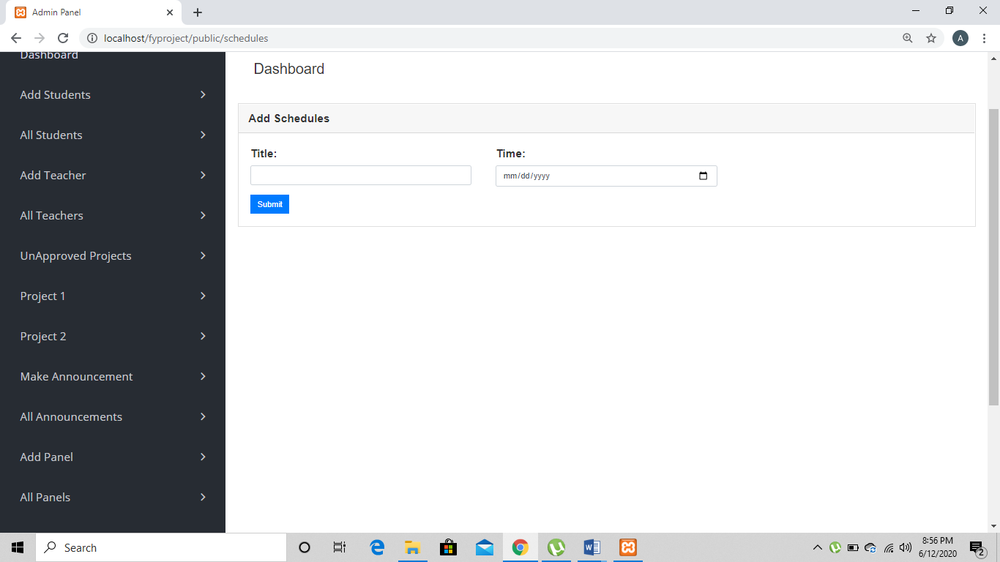 Admin Panel
localhost/fyproject/public/schedules
A
Dashboard
Add Students
All Students
Add Teacher
All Teachers
UnApproved Projects
Project 1
Project 2
Make Announcement
All Announcements
Add Panel
All Panels
Dashboard
Add Schedules
Title:
Time:
mm/dd/yyyy
Submit
Search
8:56 PM
6/12/2020
2